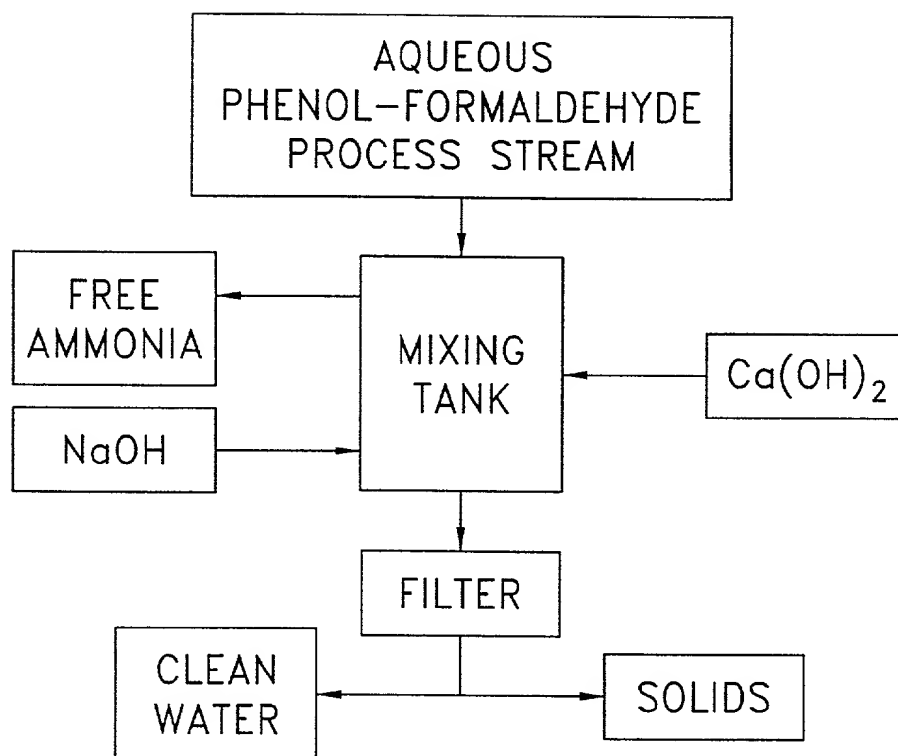 AQUEOUS
PHENOL-FORMALDEHYDE
PROCESS STREAM
FREE
AMMONIA
MIXING
TANK
Ca(OH)₂
NaOH
FILTER
CLEAN
WATER
SOLIDS